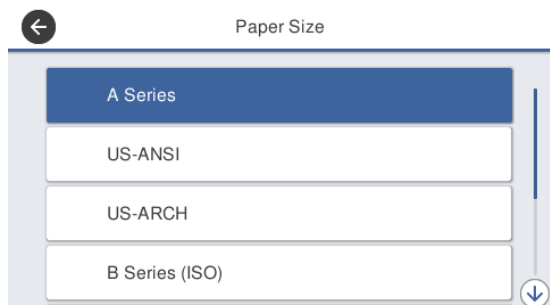 Paper Size
A Series
US-ANSI
US-ARCH
B Series (ISO)